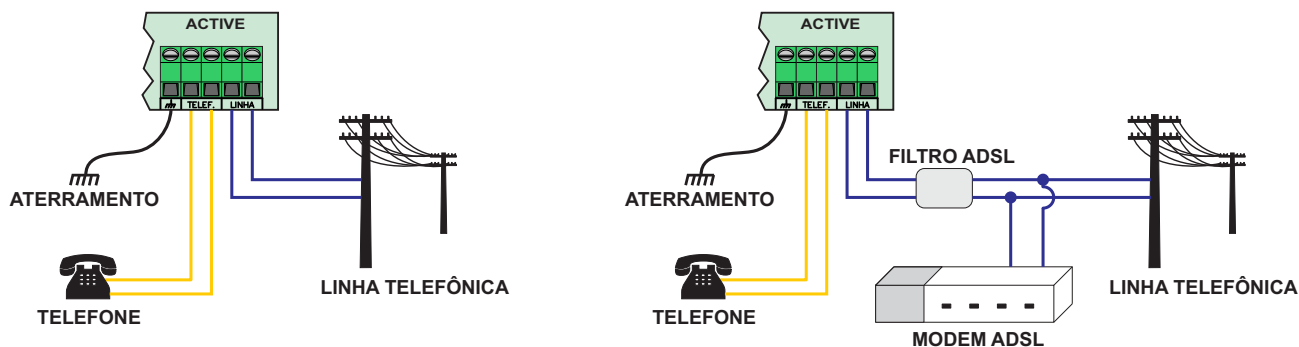 ACTIVE
TELEF. LINHA
ATERRAMENTO
TELEFONE
LINHA TELEFÔNICA
ACTIVE
TELEF. LINHA
FILTRO ADSL
ATERRAMENTO
TELEFONE
MODEM ADSL
LINHA TELEFÔNICA